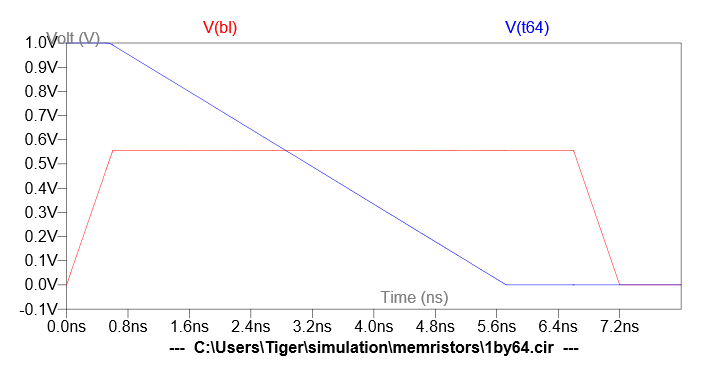 V(bl) V(t64)
Volt (V)
1.0V
0.9V
0.8V
0.7V
0.6V
0.5V
0.4V
0.3V
0.2V
0.1V
0.0V
-0.1V
Time (ns)
0.0ns 0.8ns 1.6ns 2.4ns 3.2ns 4.0ns 4.8ns 5.6ns 6.4ns 7.2ns
--- C:\Users\Tiger\simulation\memristors\1by64.cir ---